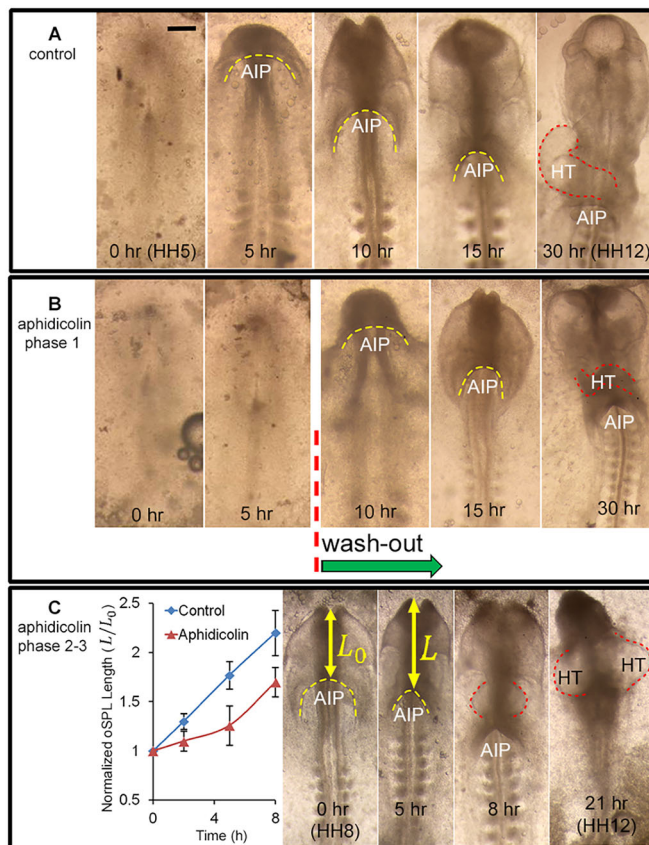 A
control
AIP
AIP
AIP
HT
AIP
0 hr (HH5)
5 hr
10 hr
15 hr
30 hr (HH12)
B
aphidicolin
phase 1
AIP
AIP
HT
AIP
0 hr
5 hr
10 hr
15 hr
30 hr
wash-out
C
aphidicolin
phase 2-3
Normalized oSPL Length (L/L0)
2.5
2
1.5
1
0.5
Control
Aphidicolin
0
4
8
Time (h)
L0
AIP
0 hr
(HH8)
L
AIP
5 hr
AIP
8 hr
HT
HT
21 hr
(HH12)